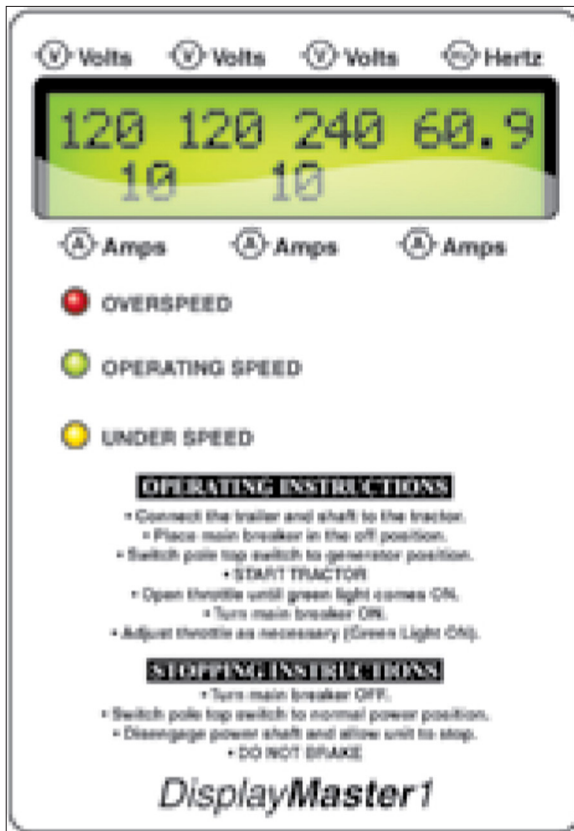 V Volts V Volts V Volts Hz Hertz
120 120 240 60.9
10 10
A Amps A Amps A Amps
OVERSPEED
OPERATING SPEED
UNDER SPEED
OPERATING INSTRUCTIONS
• Connect the trailer and shaft to the tractor.
• Place main breaker in the off position.
• Switch pole top switch to generator position.
• START TRACTOR
• Open throttle until green light comes ON.
• Turn main breaker ON.
• Adjust throttle as necessary (Green Light ON).
STOPPING INSTRUCTIONS
• Turn main breaker OFF.
• Switch pole top switch to normal power position.
• Disengage power shaft and allow unit to stop.
• DO NOT BRAKE
DisplayMaster1